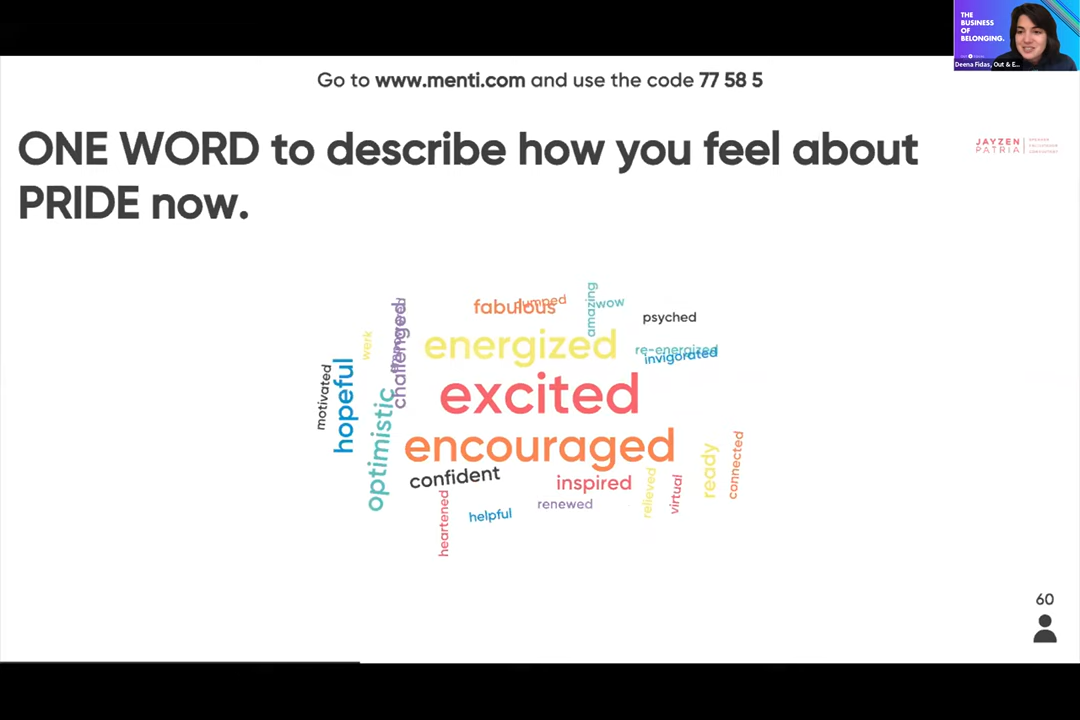 THE
BUSINESS
OF
BELONGING.
Deena Fidas, Out & E...
Go to www.menti.com and use the code 77 58 5
ONE WORD to describe how you feel about
PRIDE now.
JAYZEN
PATRIA
fabulous
pumped
amazing
wow
psyched
werk
challenged
energized
re-energized
invigorated
motivated
hopeful
optimistic
excited
encouraged
confident
inspired
ready
connected
heartened
helpful
renewed
relieved
virtual
60